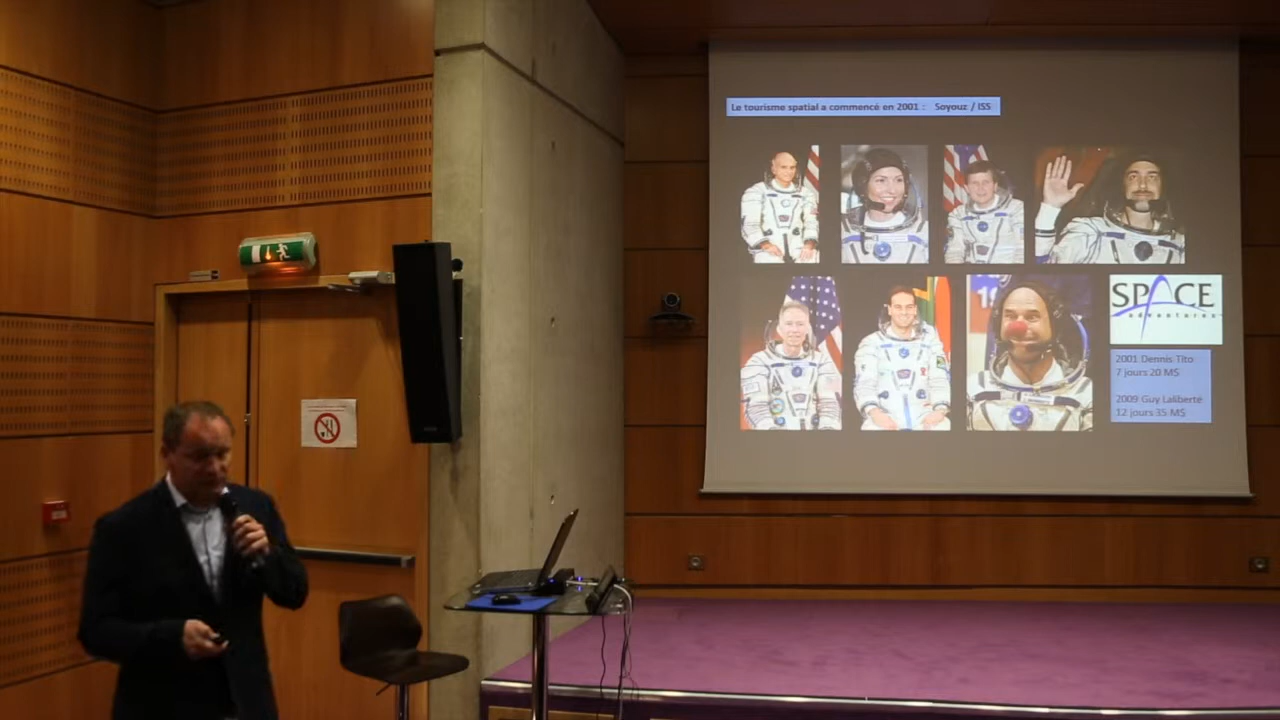 Le tourisme spatial a commencé en 2001 : Soyouz / ISS
SPACE
adventures
2001 Dennis Tito
7 jours 20 M$
2009 Guy Laliberté
12 jours 35 M$